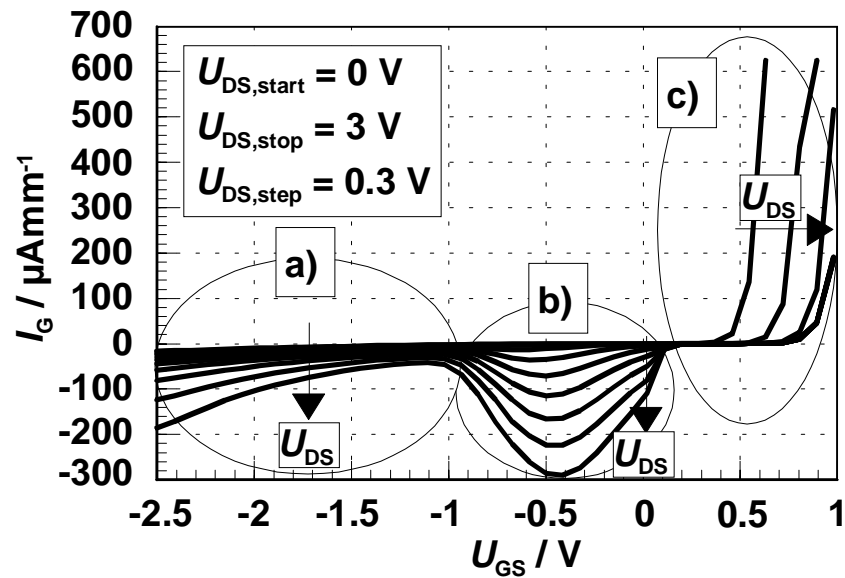 700
600
500
400
300
200
100
0
-100
-200
-300
I_G / µAmm⁻¹
U_DS,start = 0 V
U_DS,stop = 3 V
U_DS,step = 0.3 V
a)
b)
c)
U_DS
U_DS
U_DS
-2.5 -2 -1.5 -1 -0.5 0 0.5 1
U_GS / V